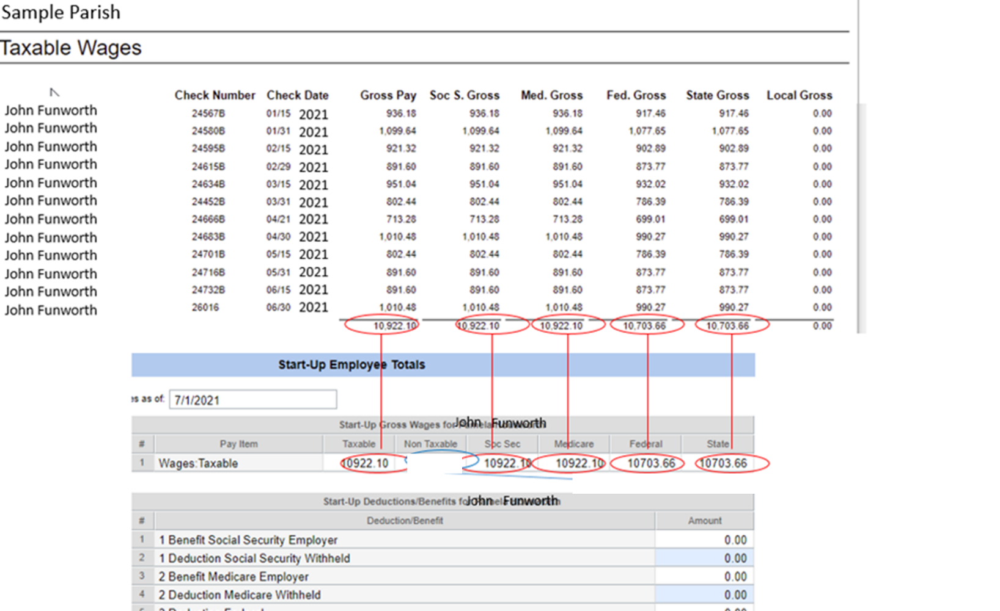 Sample Parish
Taxable Wages
Check Number Check Date Gross Pay Soc S. Gross Med. Gross Fed. Gross State Gross Local Gross
John Funworth 24567B 01/15 2021 936.18 936.18 936.18 917.46 917.46 0.00
John Funworth 24580B 01/31 2021 1,099.64 1,099.64 1,099.64 1,077.65 1,077.65 0.00
John Funworth 24595B 02/15 2021 921.32 921.32 921.32 902.89 902.89 0.00
John Funworth 24615B 02/29 2021 891.60 891.60 891.60 873.77 873.77 0.00
John Funworth 24634B 03/15 2021 951.04 951.04 951.04 932.02 932.02 0.00
John Funworth 24452B 03/31 2021 802.44 802.44 802.44 786.39 786.39 0.00
John Funworth 24666B 04/21 2021 713.28 713.28 713.28 699.01 699.01 0.00
John Funworth 24683B 04/30 2021 1,010.48 1,010.48 1,010.48 990.27 990.27 0.00
John Funworth 24701B 05/15 2021 802.44 802.44 802.44 786.39 786.39 0.00
John Funworth 24716B 05/31 2021 891.60 891.60 891.60 873.77 873.77 0.00
John Funworth 24732B 06/15 2021 891.60 891.60 891.60 873.77 873.77 0.00
John Funworth 26016 06/30 2021 1,010.48 1,010.48 1,010.48 990.27 990.27 0.00
10,922.10 10,922.10 10,922.10 10,703.66 10,703.66 0.00
Start-Up Employee Totals
es as of: 7/1/2021
Start-Up Gross Wages for John Funworth
# Pay Item Taxable Non Taxable Soc Sec Medicare Federal State
1 Wages:Taxable 10922.10 10922.10 10922.10 10703.66 10703.66
Start-Up Deductions/Benefits for John Funworth
# Deduction/Benefit Amount
1 1 Benefit Social Security Employer 0.00
2 1 Deduction Social Security Withheld 0.00
3 2 Benefit Medicare Employer 0.00
4 2 Deduction Medicare Withheld 0.00